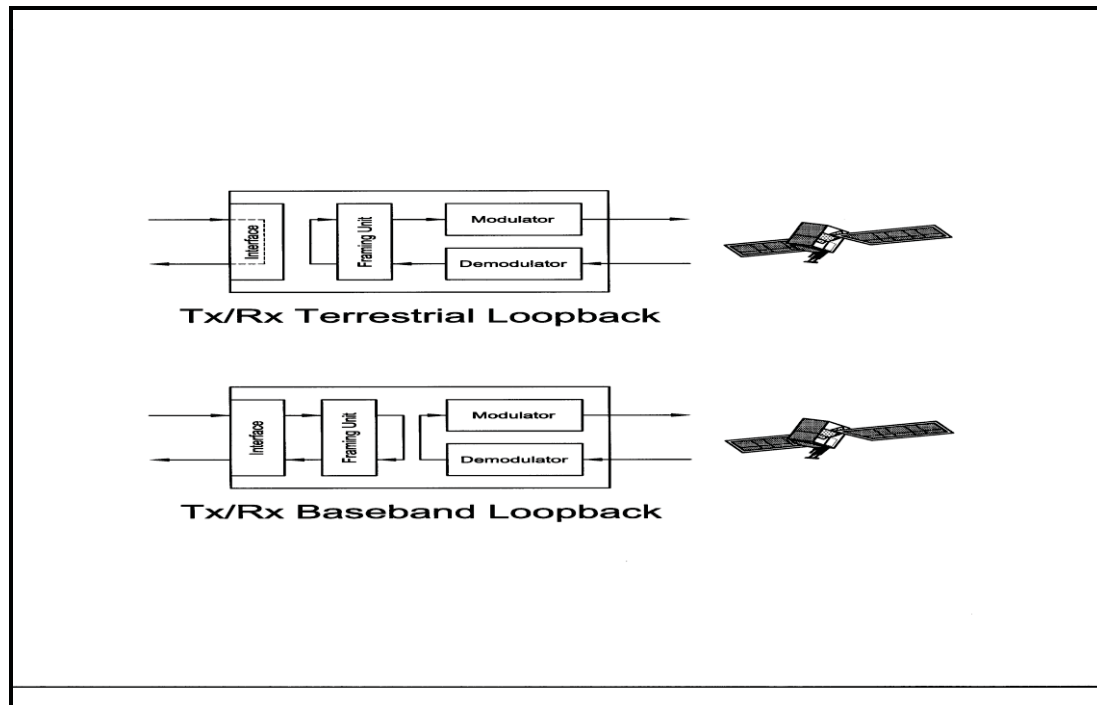 Interface
Framing Unit
Modulator
Demodulator
Tx/Rx Terrestrial Loopback
Interface
Framing Unit
Modulator
Demodulator
Tx/Rx Baseband Loopback